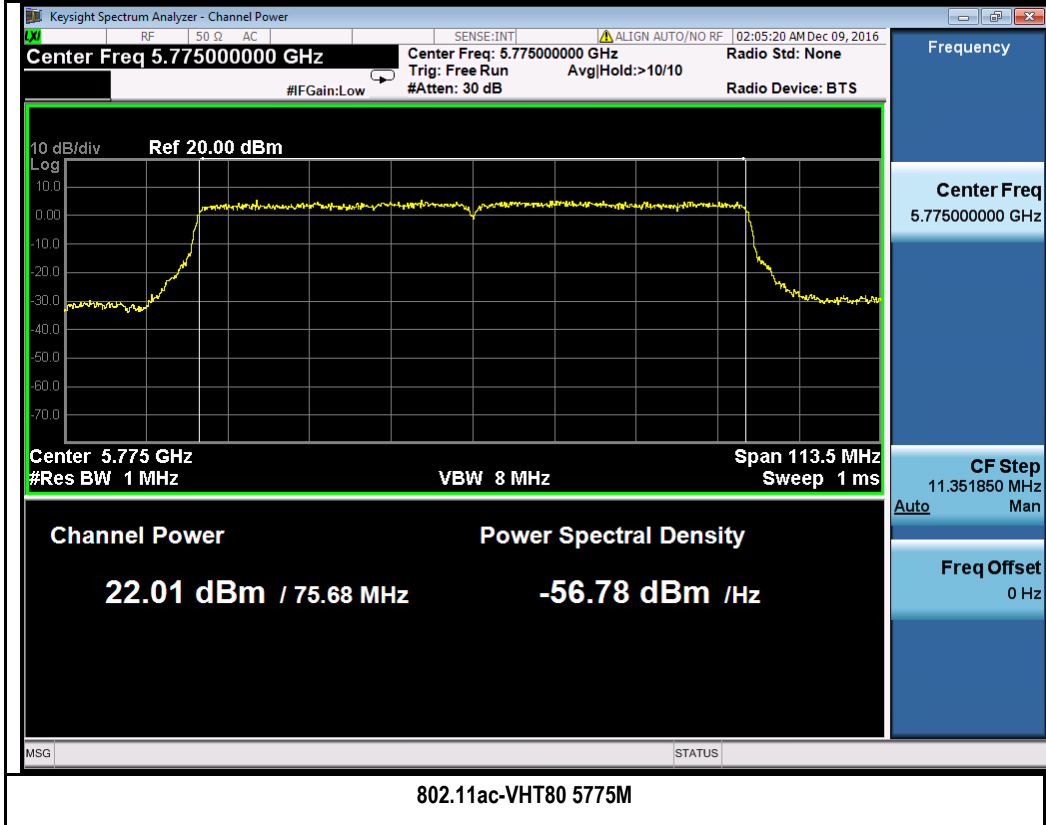 Keysight Spectrum Analyzer - Channel Power
LXI RF 50 Ω AC SENSE:INT ALIGN AUTO/NO RF 02:05:20 AM Dec 09, 2016
Center Freq 5.775000000 GHz
Center Freq: 5.775000000 GHz
Radio Std: None
Trig: Free Run Avg|Hold:>10/10
#IFGain:Low
#Atten: 30 dB
Radio Device: BTS
Frequency
10 dB/div Ref 20.00 dBm
Log
10.0
0.00
-10.0
-20.0
-30.0
-40.0
-50.0
-60.0
-70.0
Center 5.775 GHz Span 113.5 MHz
#Res BW 1 MHz VBW 8 MHz Sweep 1 ms
Center Freq
5.775000000 GHz
CF Step
11.351850 MHz
Auto Man
Freq Offset
0 Hz
Channel Power Power Spectral Density
22.01 dBm / 75.68 MHz -56.78 dBm /Hz
MSG STATUS
802.11ac-VHT80 5775M